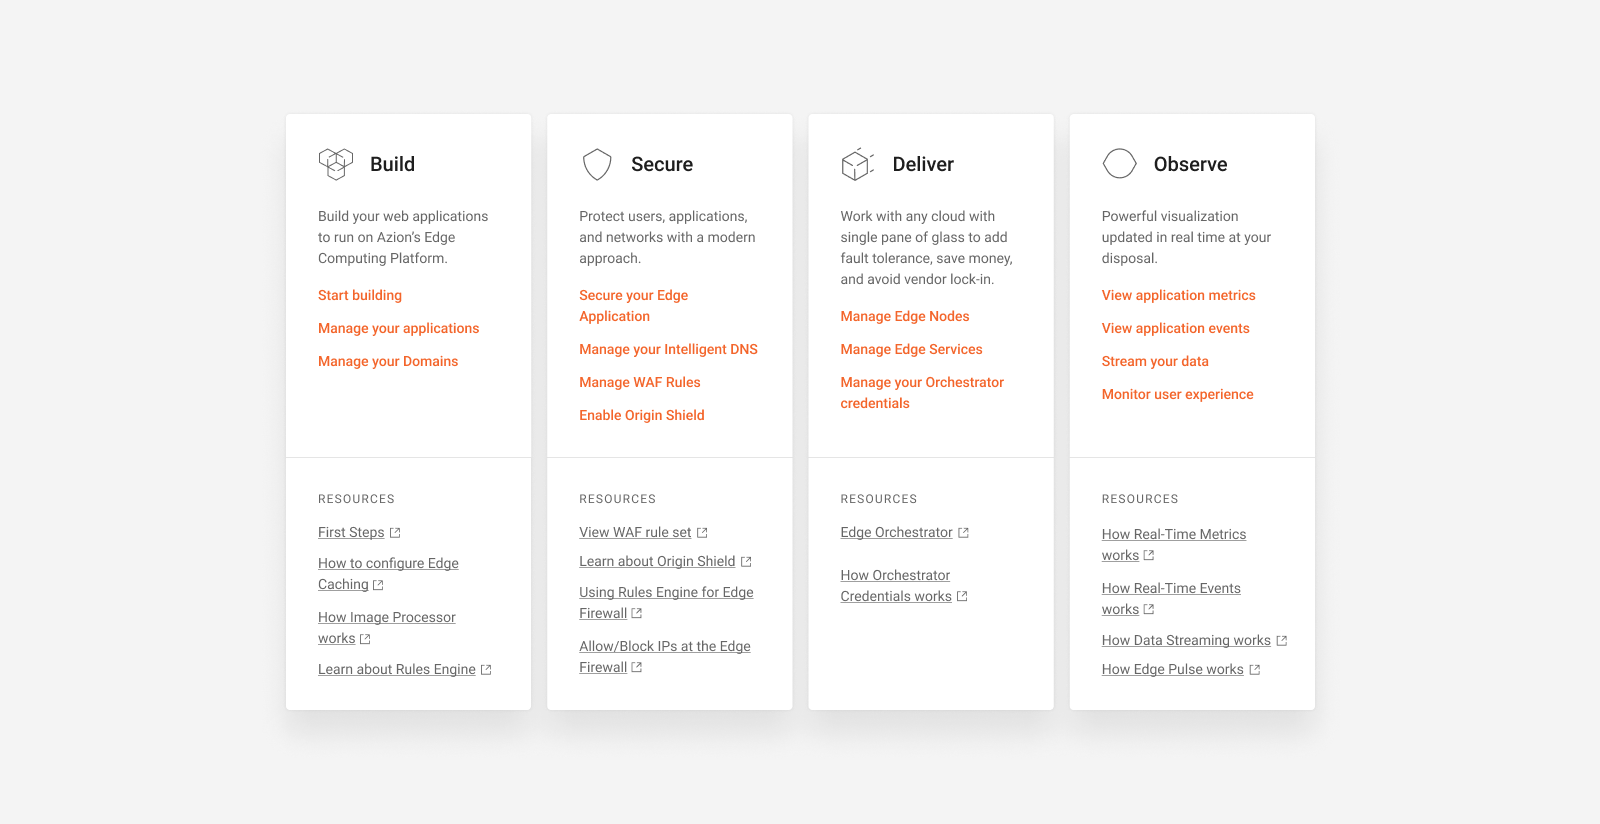 Build
Build your web applications
to run on Azion’s Edge
Computing Platform.
Start building
Manage your applications
Manage your Domains
RESOURCES
First Steps
How to configure Edge
Caching
How Image Processor
works
Learn about Rules Engine
Secure
Protect users, applications,
and networks with a modern
approach.
Secure your Edge
Application
Manage your Intelligent DNS
Manage WAF Rules
Enable Origin Shield
RESOURCES
View WAF rule set
Learn about Origin Shield
Using Rules Engine for Edge
Firewall
Allow/Block IPs at the Edge
Firewall
Deliver
Work with any cloud with
single pane of glass to add
fault tolerance, save money,
and avoid vendor lock-in.
Manage Edge Nodes
Manage Edge Services
Manage your Orchestrator
credentials
RESOURCES
Edge Orchestrator
How Orchestrator
Credentials works
Observe
Powerful visualization
updated in real time at your
disposal.
View application metrics
View application events
Stream your data
Monitor user experience
RESOURCES
How Real-Time Metrics
works
How Real-Time Events
works
How Data Streaming works
How Edge Pulse works